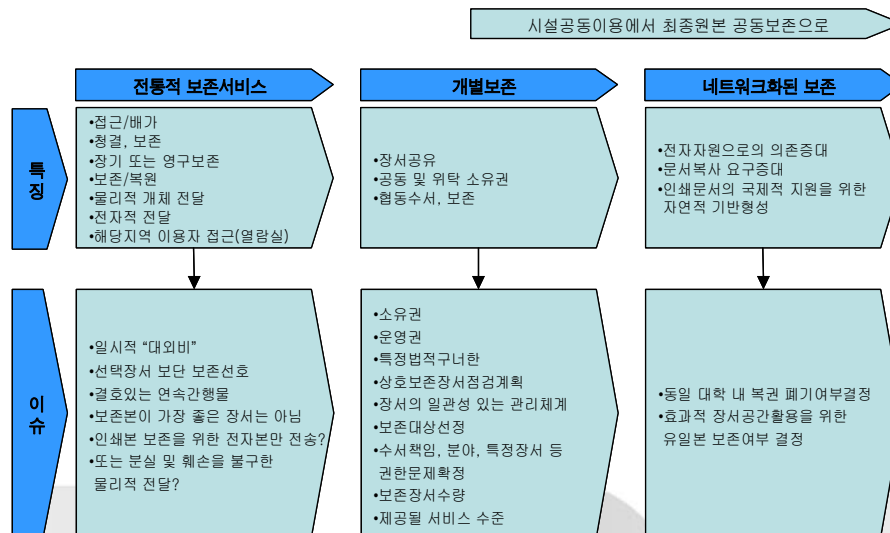 시설공동이용에서 최종원본 공동보존으로
전통적 보존서비스
개별보존
네트워크화된 보존
특징
•접근/배가
•청결, 보존
•장기 또는 영구보존
•보존/복원
•물리적 개체 전달
•전자적 전달
•해당지역 이용자 접근(열람실)
•장서공유
•공동 및 위탁 소유권
•협동수서, 보존
•전자자원으로의 의존증대
•문서복사 요구증대
•인쇄문서의 국제적 지원을 위한
자연적 기반형성
이슈
•일시적 “대외비”
•선택장서 보단 보존선호
•결호있는 연속간행물
•보존본이 가장 좋은 장서는 아님
•인쇄본 보존을 위한 전자본만 전송?
•또는 분실 및 훼손을 불구한
물리적 전달?
•소유권
•운영권
•특정법적구너한
•상호보존장서점검계획
•장서의 일관성 있는 관리체계
•보존대상선정
•수서책임, 분야, 특정장서 등
권한문제확정
•보존장서수량
•제공될 서비스 수준
•동일 대학 내 복권 폐기여부결정
•효과적 장서공간활용을 위한
유일본 보존여부 결정